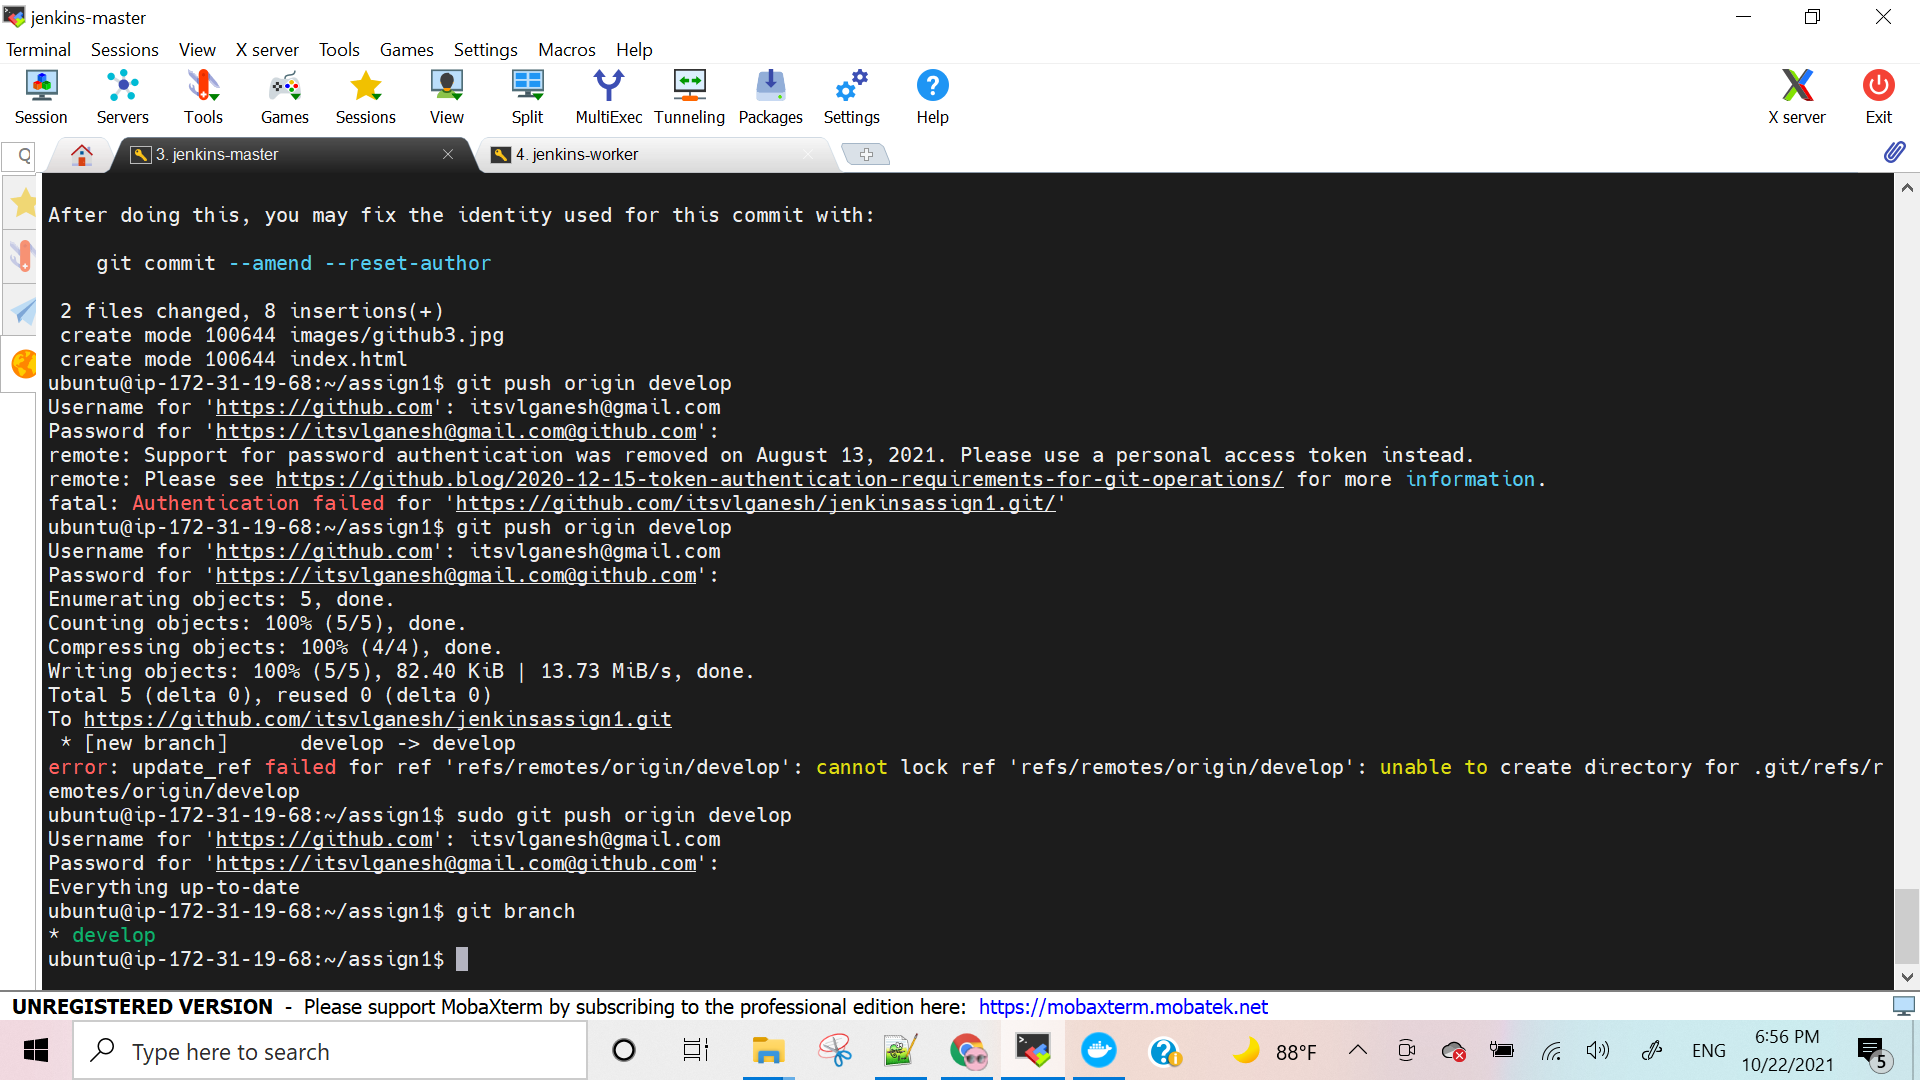 jenkins-master
Terminal Sessions View X server Tools Games Settings Macros Help
Session Servers Tools Games Sessions View Split MultiExec Tunneling Packages Settings Help X server Exit
3. jenkins-master 4. jenkins-worker
After doing this, you may fix the identity used for this commit with:
git commit --amend --reset-author
2 files changed, 8 insertions(+)
create mode 100644 images/github3.jpg
create mode 100644 index.html
ubuntu@ip-172-31-19-68:~/assign1$ git push origin develop
Username for 'https://github.com': itsvlganesh@gmail.com
Password for 'https://itsvlganesh@gmail.com@github.com':
remote: Support for password authentication was removed on August 13, 2021. Please use a personal access token instead.
remote: Please see https://github.blog/2020-12-15-token-authentication-requirements-for-git-operations/ for more information.
fatal: Authentication failed for 'https://github.com/itsvlganesh/jenkinsassign1.git/'
ubuntu@ip-172-31-19-68:~/assign1$ git push origin develop
Username for 'https://github.com': itsvlganesh@gmail.com
Password for 'https://itsvlganesh@gmail.com@github.com':
Enumerating objects: 5, done.
Counting objects: 100% (5/5), done.
Compressing objects: 100% (4/4), done.
Writing objects: 100% (5/5), 82.40 KiB | 13.73 MiB/s, done.
Total 5 (delta 0), reused 0 (delta 0)
To https://github.com/itsvlganesh/jenkinsassign1.git
* [new branch] develop -> develop
error: update_ref failed for ref 'refs/remotes/origin/develop': cannot lock ref 'refs/remotes/origin/develop': unable to create directory for .git/refs/r
emotes/origin/develop
ubuntu@ip-172-31-19-68:~/assign1$ sudo git push origin develop
Username for 'https://github.com': itsvlganesh@gmail.com
Password for 'https://itsvlganesh@gmail.com@github.com':
Everything up-to-date
ubuntu@ip-172-31-19-68:~/assign1$ git branch
* develop
ubuntu@ip-172-31-19-68:~/assign1$
UNREGISTERED VERSION - Please support MobaXterm by subscribing to the professional edition here: https://mobaxterm.mobatek.net
Type here to search
88°F
ENG
6:56 PM
10/22/2021
5